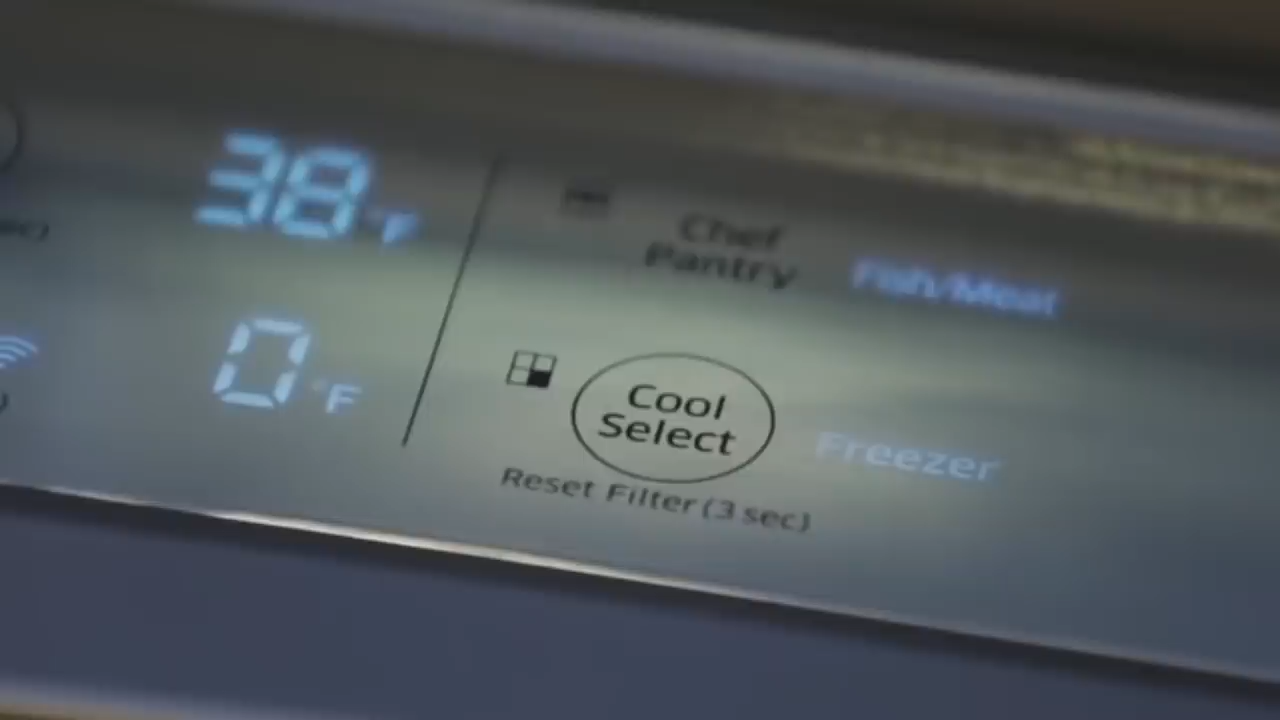 38°F
Chef
Pantry
Fish/Meat
0°F
Cool
Select
Freezer
Reset Filter (3 sec)